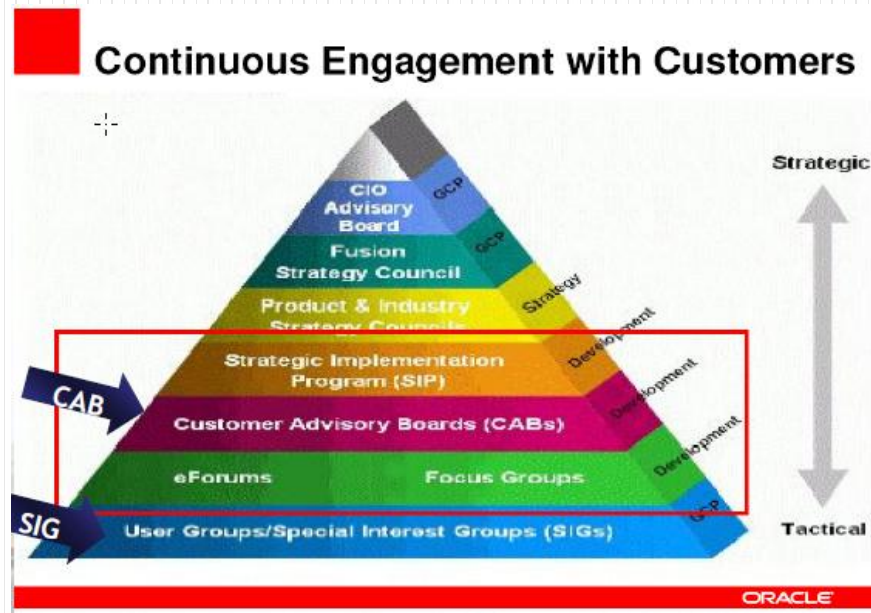 Continuous Engagement with Customers
Strategic
CIO
Advisory
Board
GCP
Fusion
Strategy Council
GCP
Product & Industry
Strategy Councils
Strategy
Strategic Implementation
Program (SIP)
Development
CAB
Customer Advisory Boards (CABs)
Development
eForums
Focus Groups
Development
SIG
User Groups/Special Interest Groups (SIGs)
GCP
Tactical
ORACLE